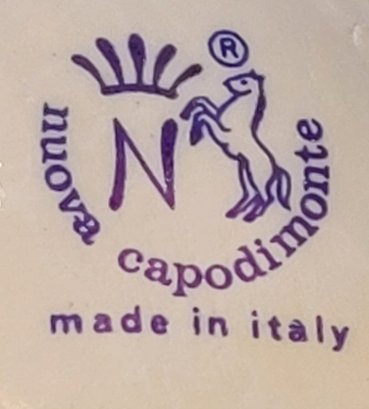 ®
N
nuova capodimonte
made in italy